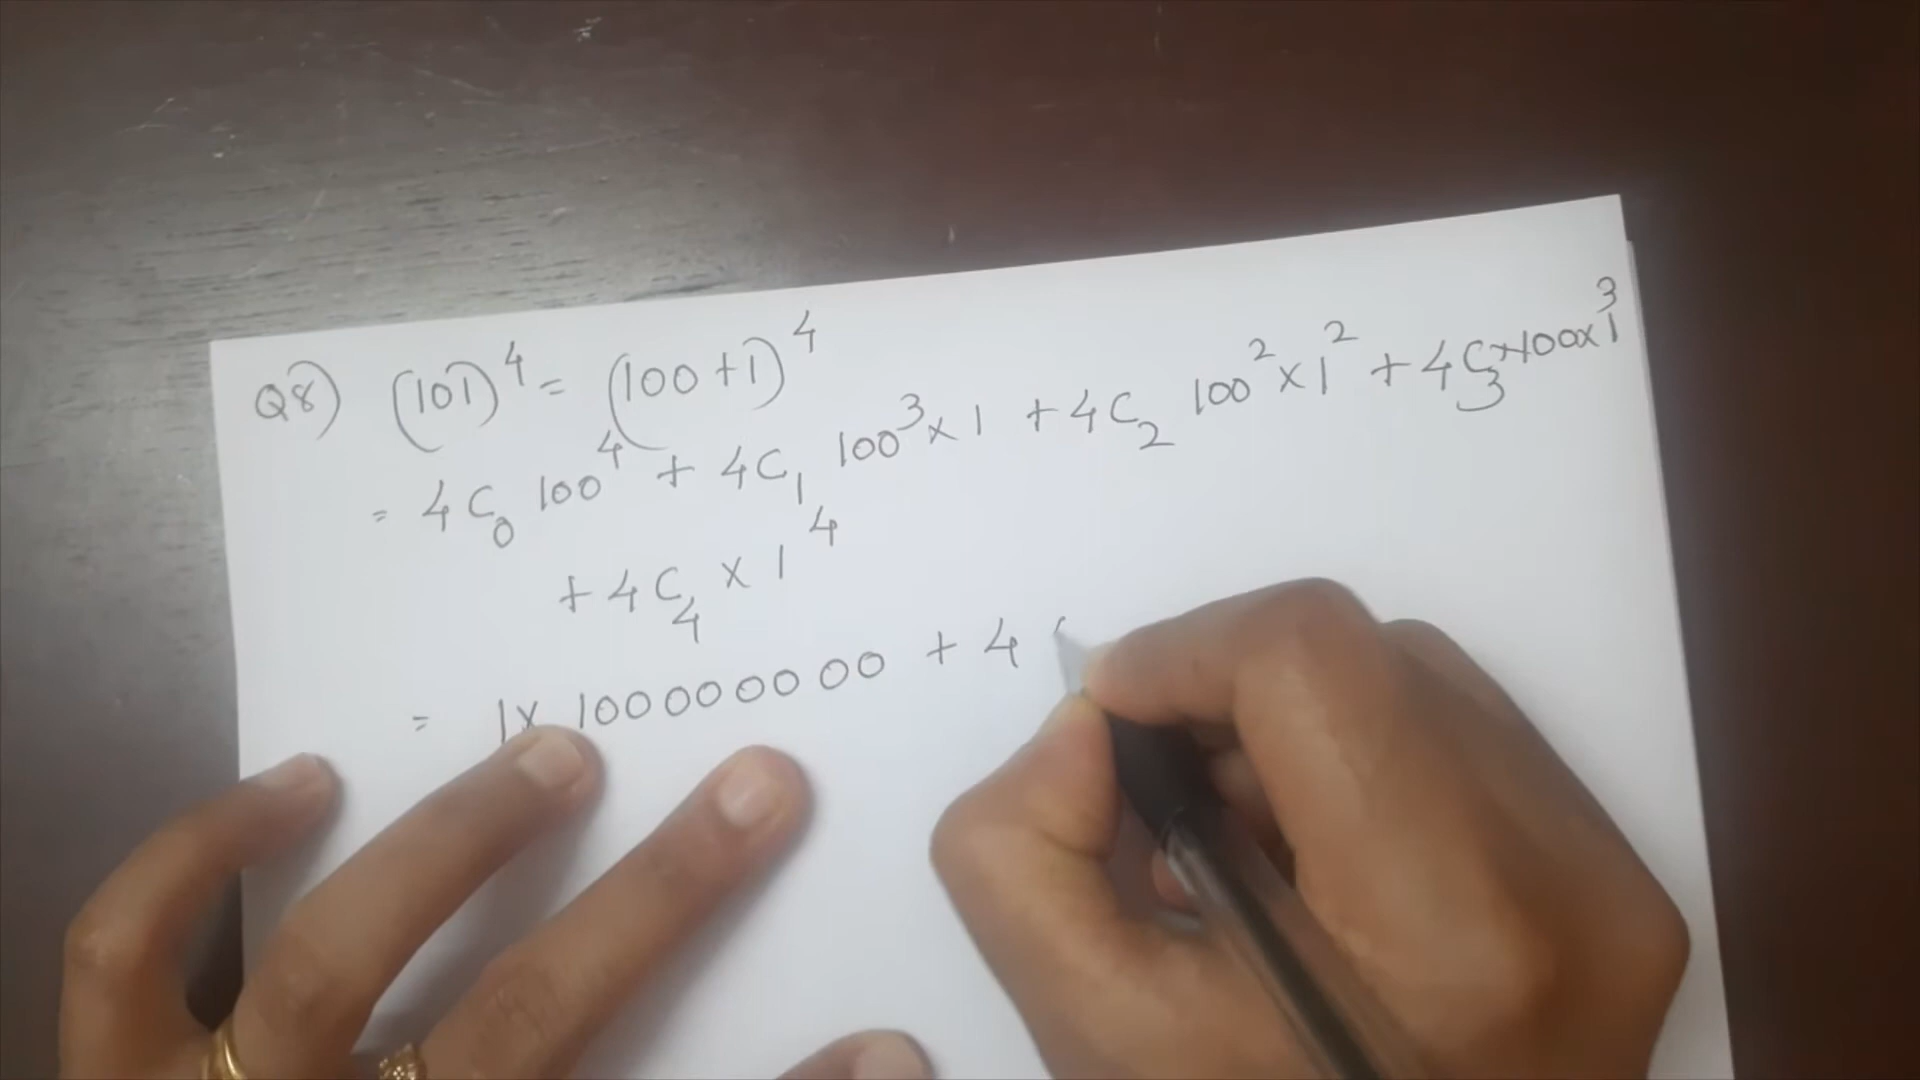 Q8) (101)⁴ = (100+1)⁴
= 4C₀ 100⁴ + 4C₁ 100³ × 1 + 4C₂ 100² × 1² + 4C₃ × 100 × 1³
+ 4C₄ × 1⁴
= 1 × 100000000 + 4